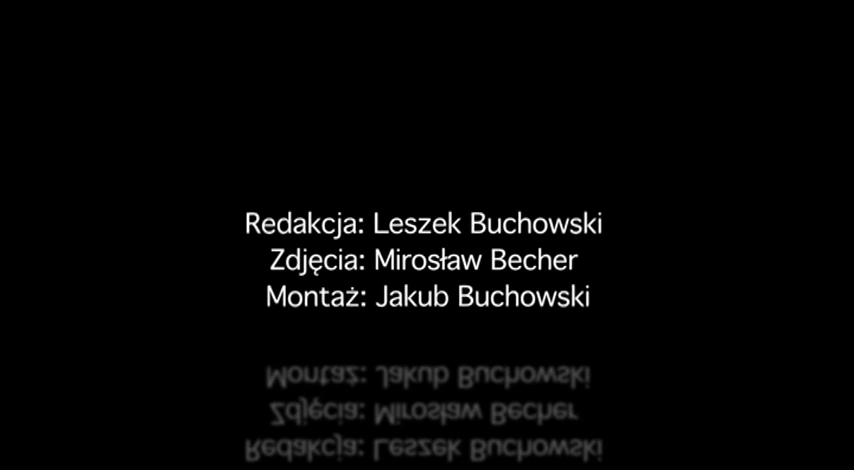 Redakcja: Leszek Buchowski
Zdjęcia: Mirosław Becher
Montaż: Jakub Buchowski